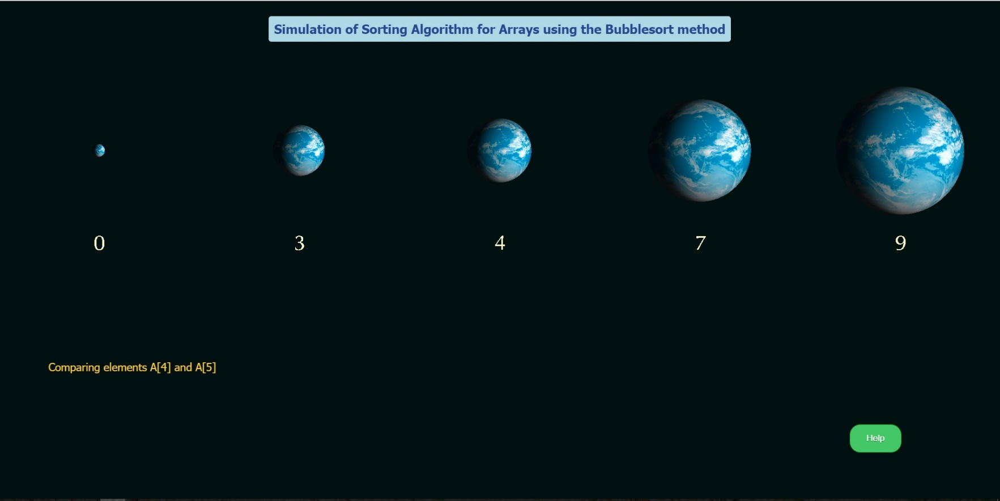 Simulation of Sorting Algorithm for Arrays using the Bubblesort method
0 3 4 7 9
Comparing elements A[4] and A[5]
Help